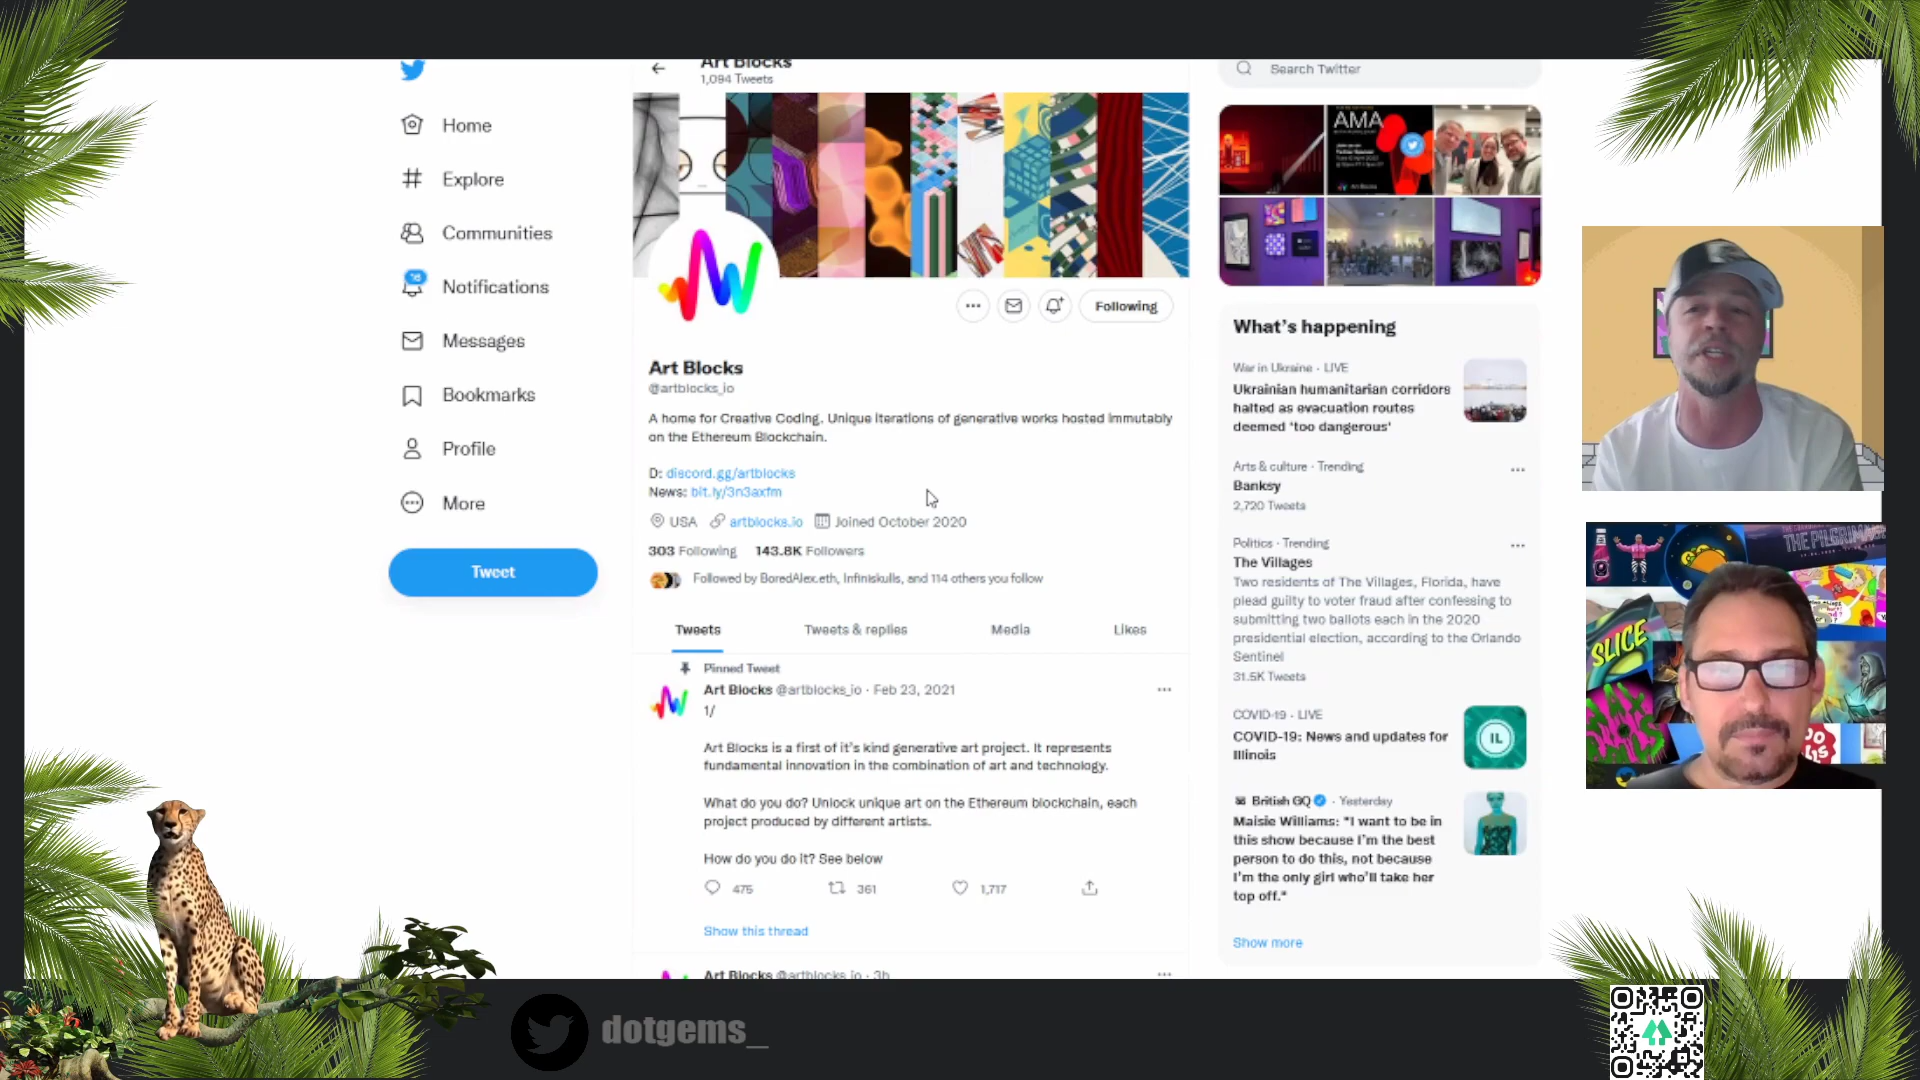 Art Blocks
1,094 Tweets
Search Twitter
Home
Explore
Communities
Notifications
Messages
Bookmarks
Profile
More
Tweet
AMA
Following
Art Blocks
@artblocks_io
A home for Creative Coding. Unique iterations of generative works hosted immutably
on the Ethereum Blockchain.
D: discord.gg/artblocks
News: bit.ly/3n3axfm
USA artblocks.io Joined October 2020
303 Following 143.8K Followers
Followed by BoredAlex.eth, Infiniskulls, and 114 others you follow
Tweets
Tweets & replies
Media
Likes
Pinned Tweet
Art Blocks @artblocks_io · Feb 23, 2021
1/
Art Blocks is a first of it's kind generative art project. It represents
fundamental innovation in the combination of art and technology.
What do you do? Unlock unique art on the Ethereum blockchain, each
project produced by different artists.
How do you do it? See below
475
361
1,717
Show this thread
Art Blocks @artblocks_io · 3h
What's happening
War in Ukraine · LIVE
Ukrainian humanitarian corridors
halted as evacuation routes
deemed 'too dangerous'
Arts & culture · Trending
Banksy
2,720 Tweets
Politics · Trending
The Villages
Two residents of The Villages, Florida, have
plead guilty to voter fraud after confessing to
submitting two ballots each in the 2020
presidential election, according to the Orlando
Sentinel
31.5K Tweets
COVID-19 · LIVE
COVID-19: News and updates for
Illinois
IL
British GQ · Yesterday
Maisie Williams: "I want to be in
this show because I'm the best
person to do this, not because
I'm the only girl who'll take her
top off."
Show more
THE PILGRIMAGE
SLICE
dotgems_